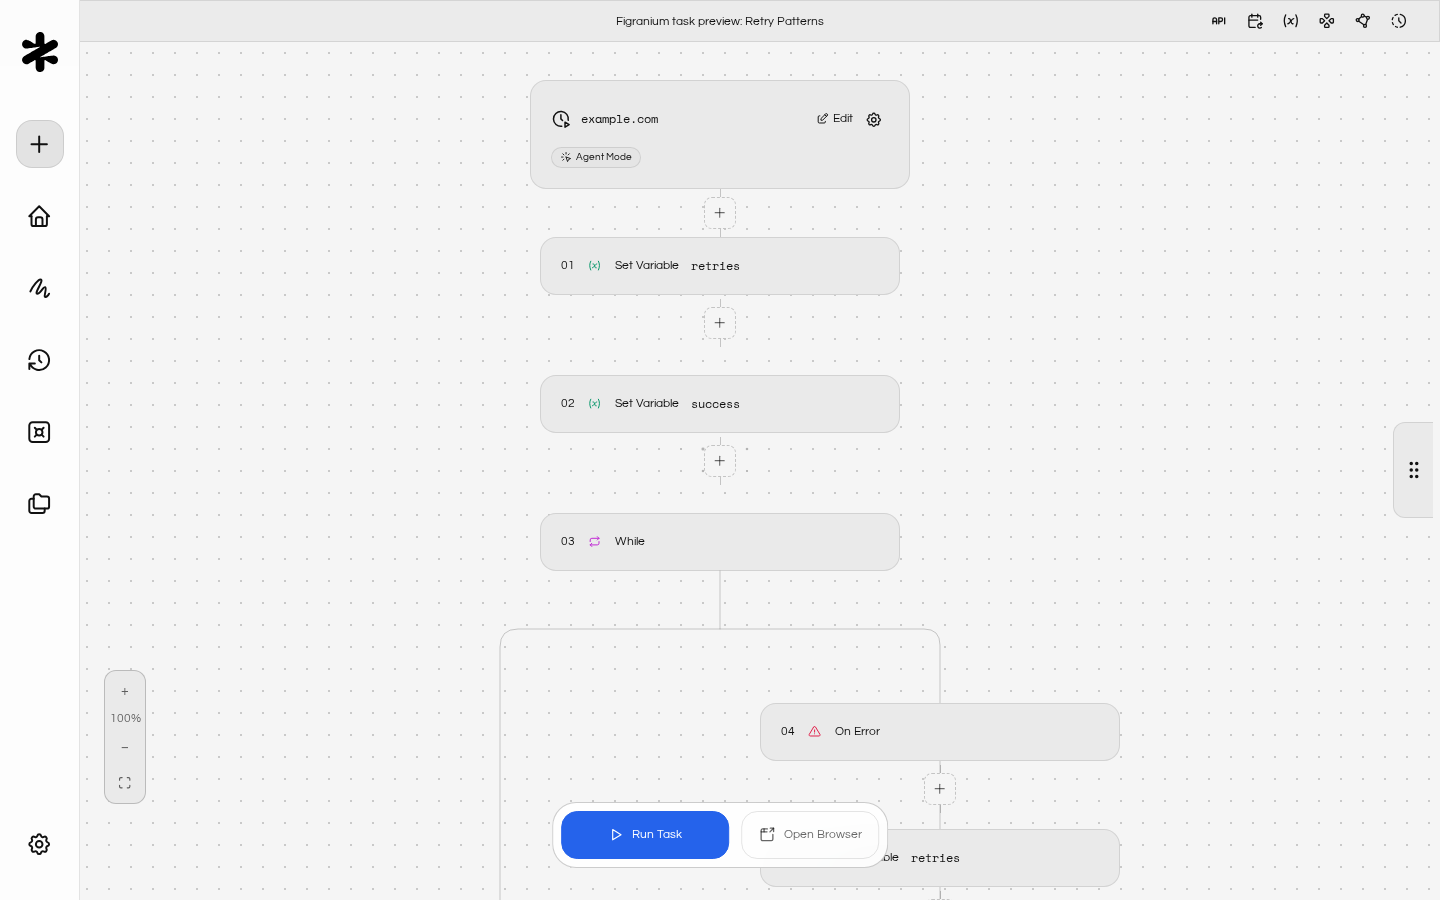 Figranium task preview: Retry Patterns
API
(x)
example.com
Edit
Agent Mode
01 (x) Set Variable retries
02 (x) Set Variable success
03 While
+
100%
−
04 On Error
Run Task
Open Browser
ble retries